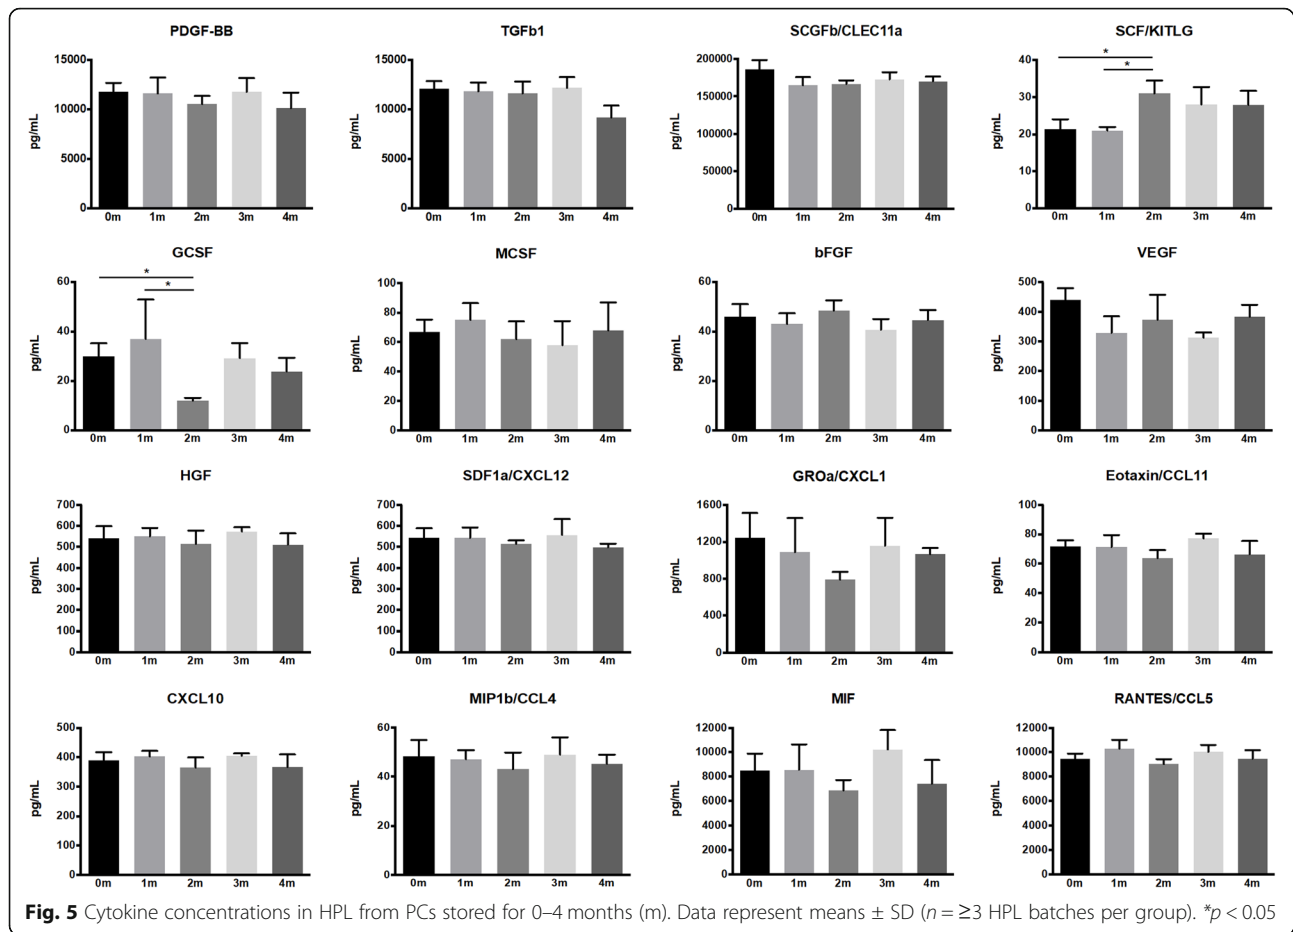 PDGF-BB
pg/mL
15000
10000
5000
0
0m 1m 2m 3m 4m
TGFb1
pg/mL
15000
10000
5000
0
0m 1m 2m 3m 4m
SCGFb/CLEC11a
pg/mL
200000
150000
100000
50000
0
0m 1m 2m 3m 4m
SCF/KITLG
pg/mL
40
30
20
10
0
*
*
0m 1m 2m 3m 4m
GCSF
pg/mL
60
40
20
0
*
*
0m 1m 2m 3m 4m
MCSF
pg/mL
100
80
60
40
20
0
0m 1m 2m 3m 4m
bFGF
pg/mL
60
40
20
0
0m 1m 2m 3m 4m
VEGF
pg/mL
500
400
300
200
100
0
0m 1m 2m 3m 4m
HGF
pg/mL
700
600
500
400
300
200
100
0
0m 1m 2m 3m 4m
SDF1a/CXCL12
pg/mL
700
600
500
400
300
200
100
0
0m 1m 2m 3m 4m
GROa/CXCL1
pg/mL
1600
1200
800
400
0
0m 1m 2m 3m 4m
Eotaxin/CCL11
pg/mL
100
80
60
40
20
0
0m 1m 2m 3m 4m
CXCL10
pg/mL
500
400
300
200
100
0
0m 1m 2m 3m 4m
MIP1b/CCL4
pg/mL
60
40
20
0
0m 1m 2m 3m 4m
MIF
pg/mL
12000
10000
8000
6000
4000
2000
0
0m 1m 2m 3m 4m
RANTES/CCL5
pg/mL
12000
10000
8000
6000
4000
2000
0
0m 1m 2m 3m 4m
Fig. 5 Cytokine concentrations in HPL from PCs stored for 0–4 months (m). Data represent means ± SD (n = ≥3 HPL batches per group). *p < 0.05